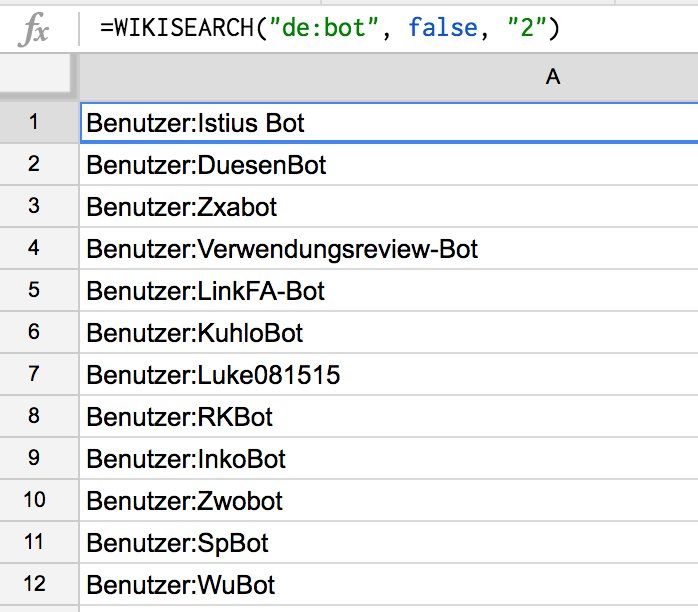 fx =WIKISEARCH("de:bot", false, "2")
A
1 Benutzer:Istius Bot
2 Benutzer:DuesenBot
3 Benutzer:Zxabot
4 Benutzer:Verwendungsreview-Bot
5 Benutzer:LinkFA-Bot
6 Benutzer:KuhloBot
7 Benutzer:Luke081515
8 Benutzer:RKBot
9 Benutzer:InkoBot
10 Benutzer:Zwobot
11 Benutzer:SpBot
12 Benutzer:WuBot